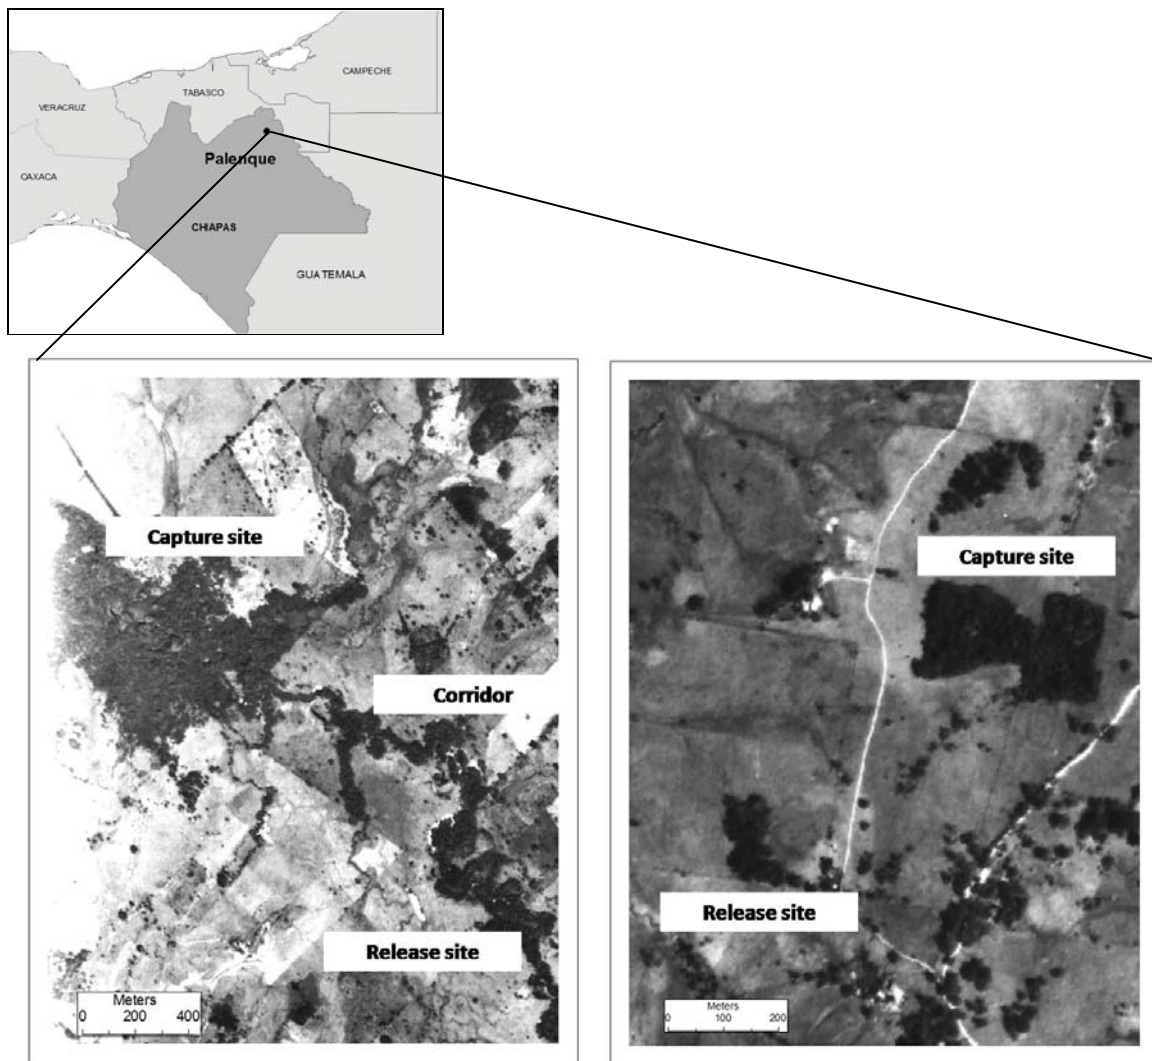 CAMPECHE
TABASCO
VERACRUZ
Palenque
OAXACA
CHIAPAS
GUATEMALA
Capture site
Corridor
Release site
Meters
0 200 400
Capture site
Release site
Meters
0 100 200